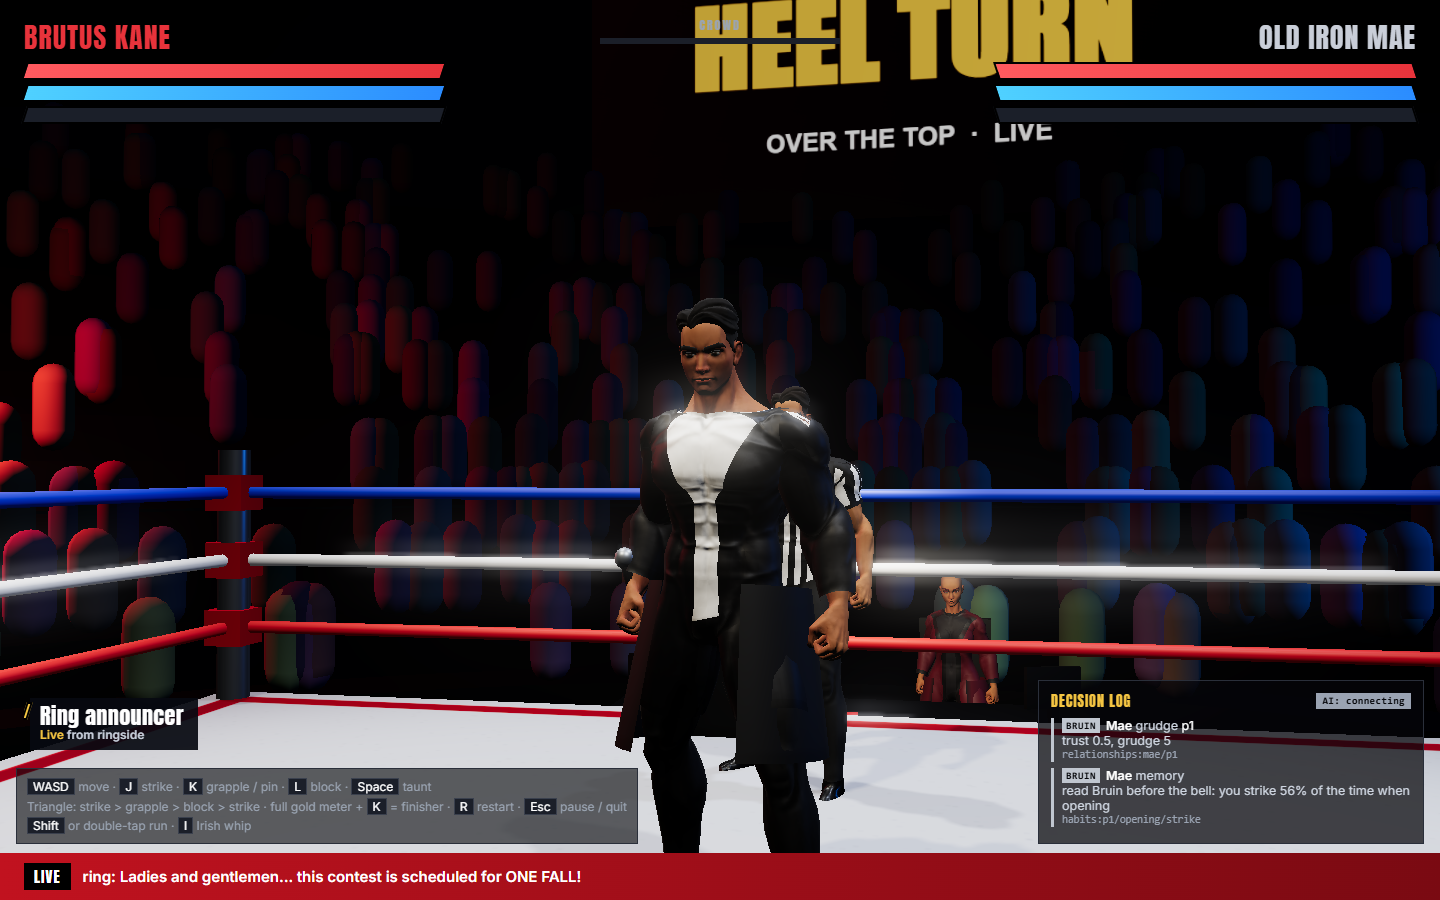 BRUTUS KANE
CROWD
HEEL TURN
OLD IRON MAE
OVER THE TOP · LIVE
Ring announcer
Live from ringside
WASD move · J strike · K grapple / pin · L block · Space taunt
Triangle: strike > grapple > block > strike · full gold meter + K = finisher · R restart · Esc pause / quit
Shift or double-tap run · I Irish whip
DECISION LOG
AI: connecting
BRUIN Mae grudge p1
trust 0.5, grudge 5
relationships:mae/p1
BRUIN Mae memory
read Bruin before the bell: you strike 56% of the time when
opening
habits:p1/opening/strike
LIVE ring: Ladies and gentlemen... this contest is scheduled for ONE FALL!